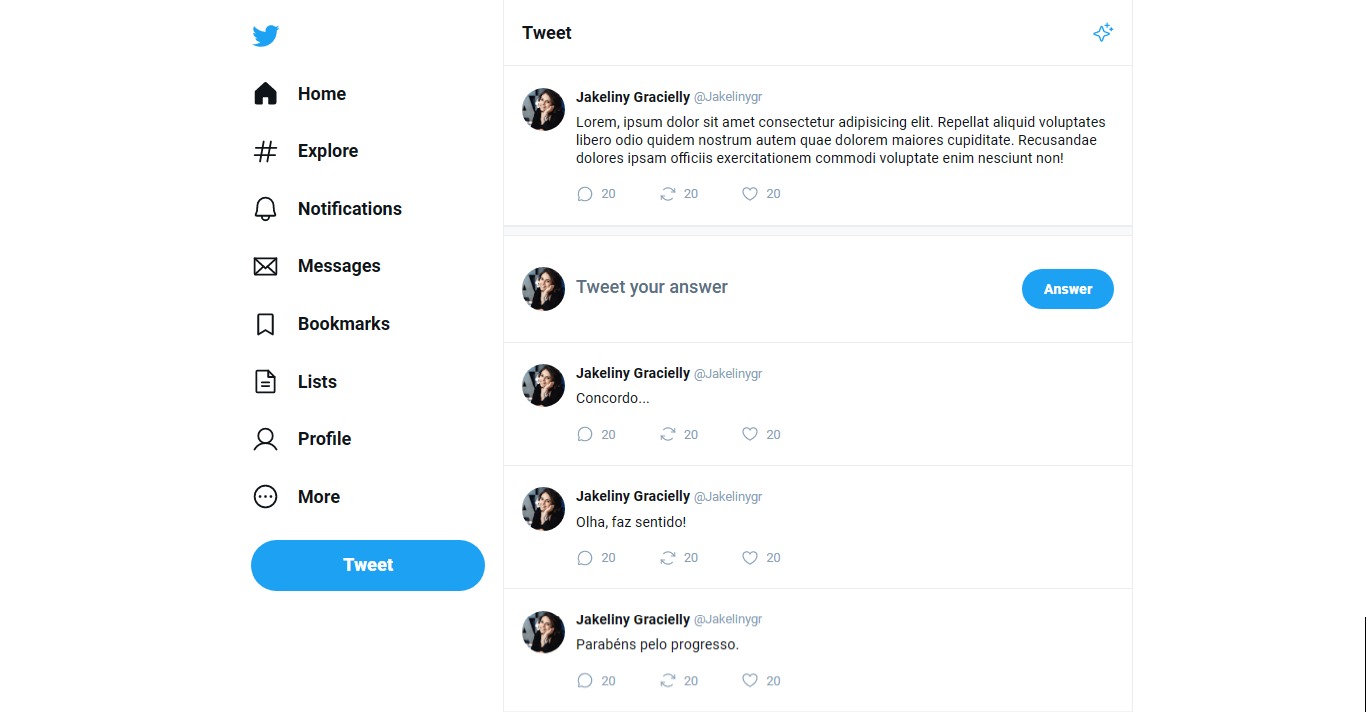 Home
Explore
Notifications
Messages
Bookmarks
Lists
Profile
More
Tweet
Tweet
Jakeliny Gracielly @Jakelinygr
Lorem, ipsum dolor sit amet consectetur adipisicing elit. Repellat aliquid voluptates
libero odio quidem nostrum autem quae dolorem maiores cupiditate. Recusandae
dolores ipsam officiis exercitationem commodi voluptate enim nesciunt non!
20 20 20
Tweet your answer Answer
Jakeliny Gracielly @Jakelinygr
Concordo...
20 20 20
Jakeliny Gracielly @Jakelinygr
Olha, faz sentido!
20 20 20
Jakeliny Gracielly @Jakelinygr
Parabéns pelo progresso.
20 20 20